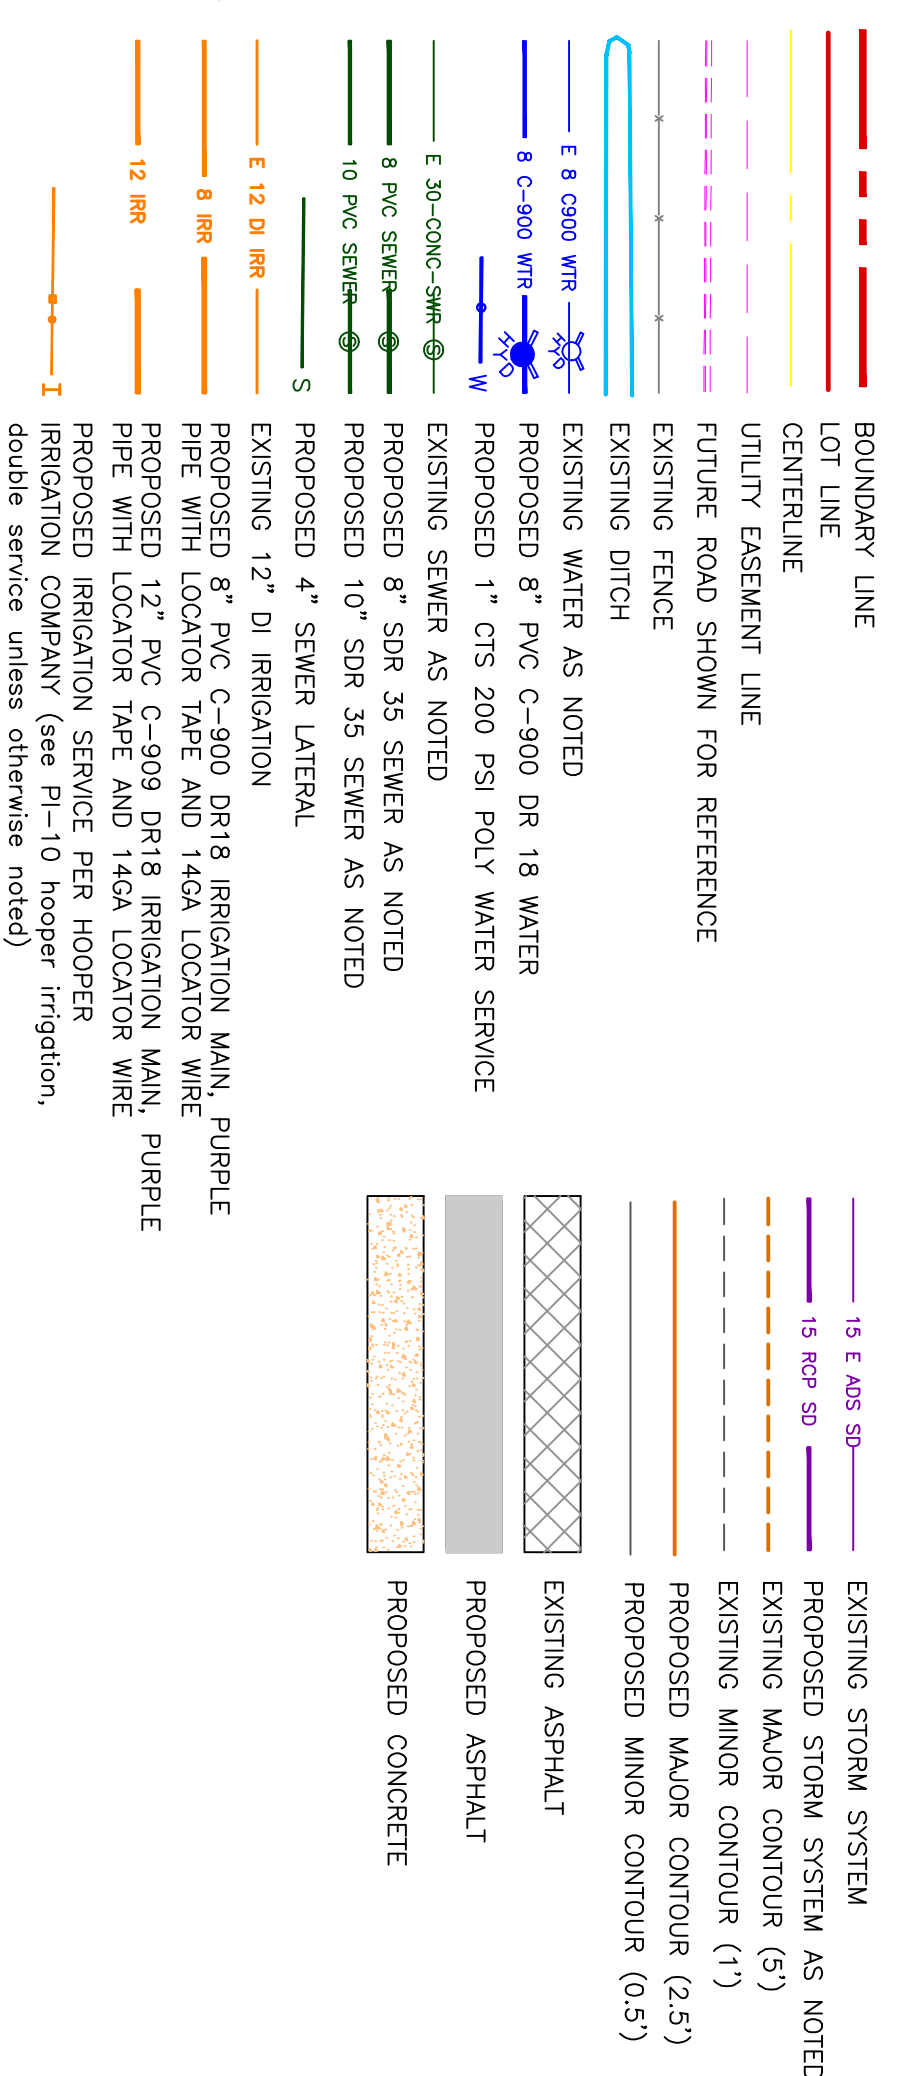 BOUNDARY LINE
LOT LINE
CENTERLINE
UTILITY EASEMENT LINE
FUTURE ROAD SHOWN FOR REFERENCE
EXISTING FENCE
EXISTING DITCH
E 8 C900 WTR HYD EXISTING WATER AS NOTED
8 C-900 WTR HYD PROPOSED 8" PVC C-900 DR 18 WATER
W PROPOSED 1" CTS 200 PSI POLY WATER SERVICE
E 30-CONC-SWR S EXISTING SEWER AS NOTED
8 PVC SEWER S PROPOSED 8" SDR 35 SEWER AS NOTED
10 PVC SEWER S PROPOSED 10" SDR 35 SEWER AS NOTED
S PROPOSED 4" SEWER LATERAL
E 12 DI IRR EXISTING 12" DI IRRIGATION
8 IRR PROPOSED 8" PVC C-900 DR18 IRRIGATION MAIN, PURPLE
PIPE WITH LOCATOR TAPE AND 14GA LOCATOR WIRE
12 IRR PROPOSED 12" PVC C-909 DR18 IRRIGATION MAIN, PURPLE
PIPE WITH LOCATOR TAPE AND 14GA LOCATOR WIRE
PROPOSED IRRIGATION SERVICE PER HOOPER
I IRRIGATION COMPANY (see PI-10 hooper irrigation,
double service unless otherwise noted)
15 E ADS SD EXISTING STORM SYSTEM
15 RCP SD PROPOSED STORM SYSTEM AS NOTED
EXISTING MAJOR CONTOUR (5')
EXISTING MINOR CONTOUR (1')
PROPOSED MAJOR CONTOUR (2.5')
PROPOSED MINOR CONTOUR (0.5')
EXISTING ASPHALT
PROPOSED ASPHALT
PROPOSED CONCRETE